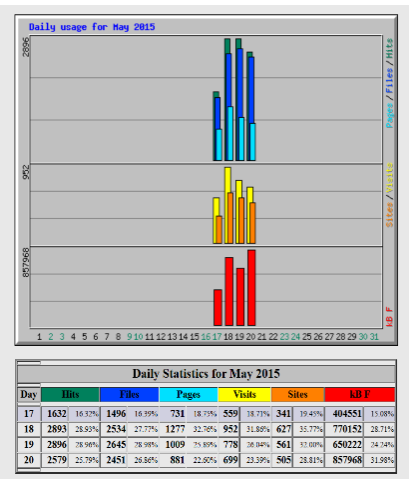 Daily usage for May 2015
2896
Pages / Files / Hits
952
Sites / Visits
857968
kB F
1 2 3 4 5 6 7 8 9 10 11 12 13 14 15 16 17 18 19 20 21 22 23 24 25 26 27 28 29 30 31
Daily Statistics for May 2015
Day Hits Files Pages Visits Sites kB F
17 1632 16.32% 1496 16.39% 731 18.75% 559 18.71% 341 19.45% 404551 15.08%
18 2893 28.93% 2534 27.77% 1277 32.76% 952 31.86% 627 35.77% 770152 28.71%
19 2896 28.96% 2645 28.98% 1009 25.89% 778 26.04% 561 32.00% 650222 24.24%
20 2579 25.79% 2451 26.86% 881 22.60% 699 23.39% 505 28.81% 857968 31.98%